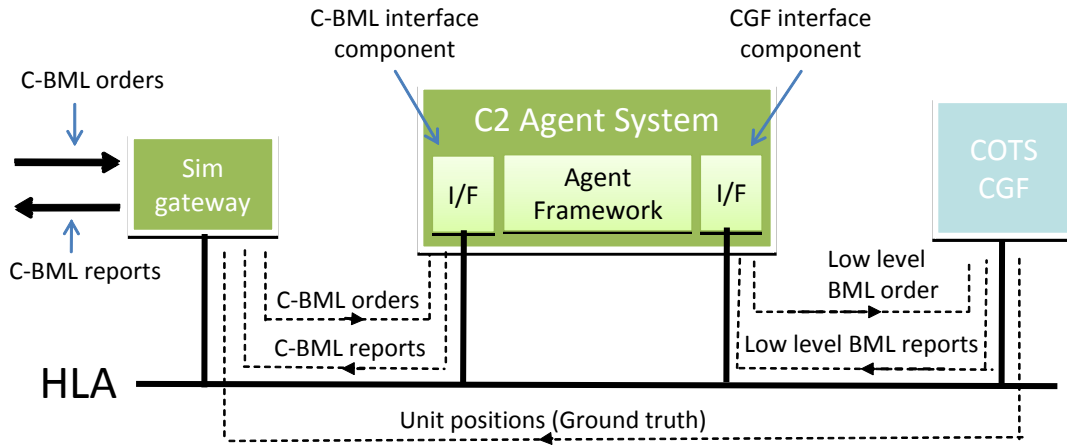 C-BML interface
component
CGF interface
component
C-BML orders
C2 Agent System
Sim
gateway
I/F
Agent
Framework
I/F
COTS
CGF
C-BML reports
C-BML orders
C-BML reports
Low level
BML order
Low level BML reports
HLA
Unit positions (Ground truth)